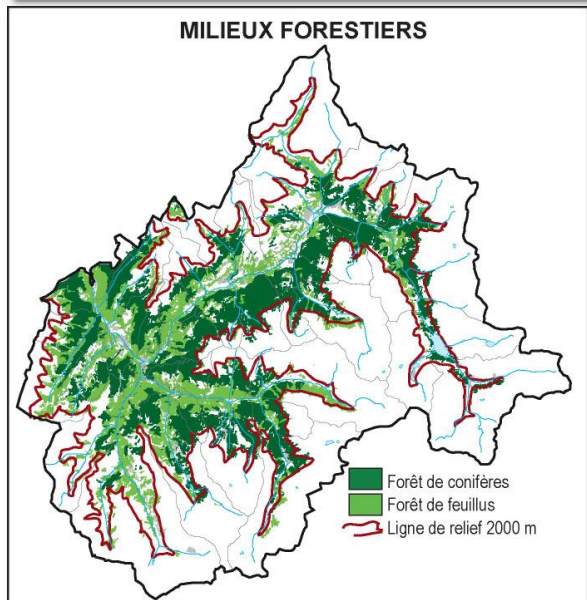 MILIEUX FORESTIERS
Forêt de conifères
Forêt de feuillus
Ligne de relief 2000 m